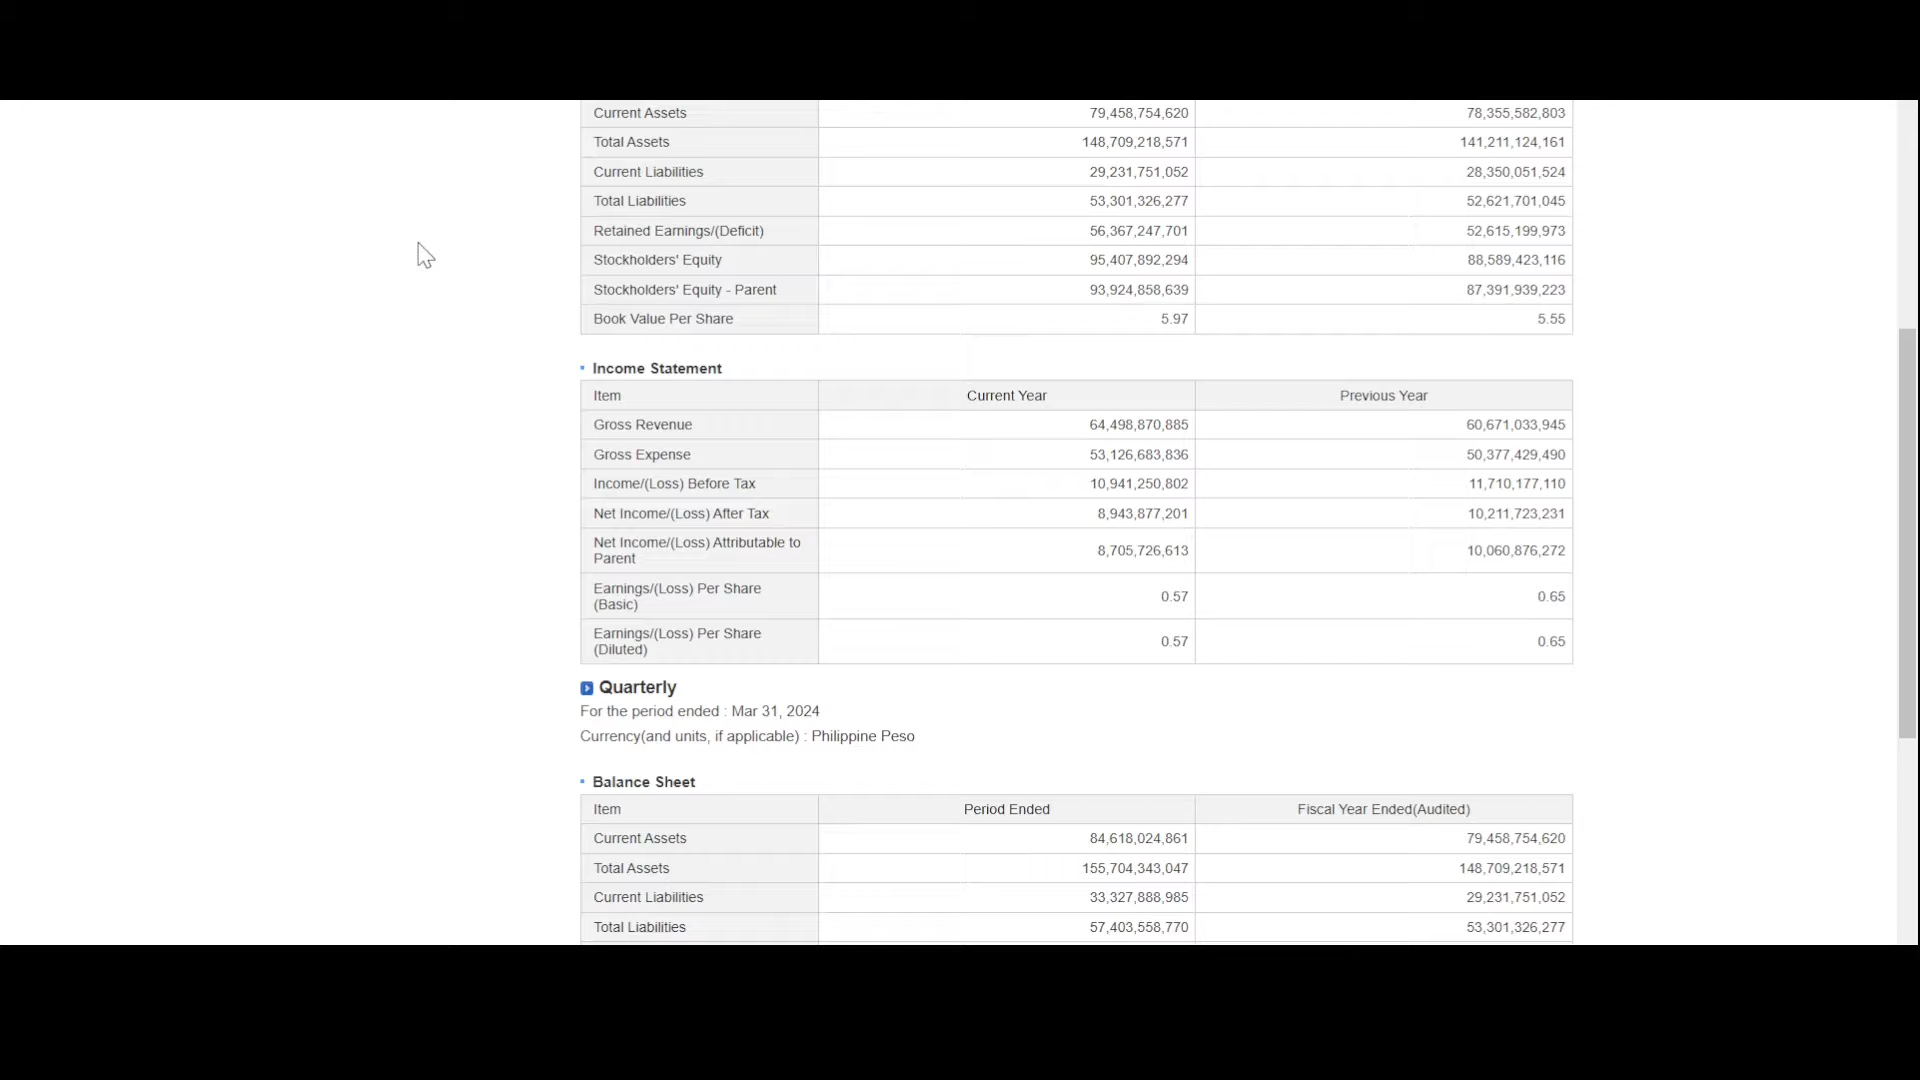 Current Assets 79,458,754,620 78,355,582,803
Total Assets 148,709,218,571 141,211,124,161
Current Liabilities 29,231,751,052 28,350,051,524
Total Liabilities 53,301,326,277 52,621,701,045
Retained Earnings/(Deficit) 56,367,247,701 52,615,199,973
Stockholders' Equity 95,407,892,294 88,589,423,116
Stockholders' Equity - Parent 93,924,858,639 87,391,939,223
Book Value Per Share 5.97 5.55
Income Statement
Item Current Year Previous Year
Gross Revenue 64,498,870,885 60,671,033,945
Gross Expense 53,126,683,836 50,377,429,490
Income/(Loss) Before Tax 10,941,250,802 11,710,177,110
Net Income/(Loss) After Tax 8,943,877,201 10,211,723,231
Net Income/(Loss) Attributable to
Parent 8,705,726,613 10,060,876,272
Earnings/(Loss) Per Share
(Basic) 0.57 0.65
Earnings/(Loss) Per Share
(Diluted) 0.57 0.65
Quarterly
For the period ended : Mar 31, 2024
Currency(and units, if applicable) : Philippine Peso
Balance Sheet
Item Period Ended Fiscal Year Ended(Audited)
Current Assets 84,618,024,861 79,458,754,620
Total Assets 155,704,343,047 148,709,218,571
Current Liabilities 33,327,888,985 29,231,751,052
Total Liabilities 57,403,558,770 53,301,326,277